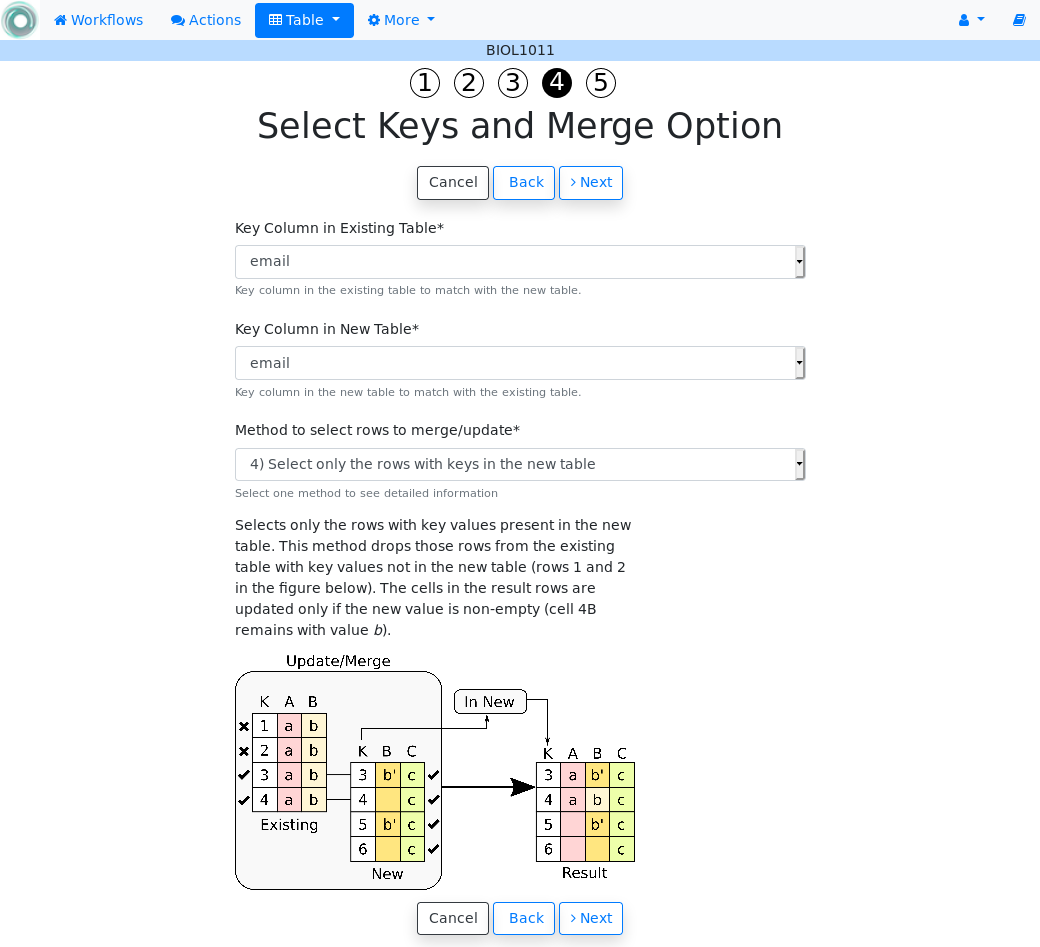 Workflows Actions Table More
BIOL1011
1 2 3 4 5
Select Keys and Merge Option
Cancel Back Next
Key Column in Existing Table*
email
Key column in the existing table to match with the new table.
Key Column in New Table*
email
Key column in the new table to match with the existing table.
Method to select rows to merge/update*
4) Select only the rows with keys in the new table
Select one method to see detailed information
Selects only the rows with key values present in the new
table. This method drops those rows from the existing
table with key values not in the new table (rows 1 and 2
in the figure below). The cells in the result rows are
updated only if the new value is non-empty (cell 4B
remains with value b).
Update/Merge
K A B
1 a b
2 a b
3 a b
4 a b
Existing
K B C
3 b' c
4 c
5 b' c
6 c
New
In New
K A B C
3 a b' c
4 a b c
5 b' c
6 c
Result
Cancel Back Next